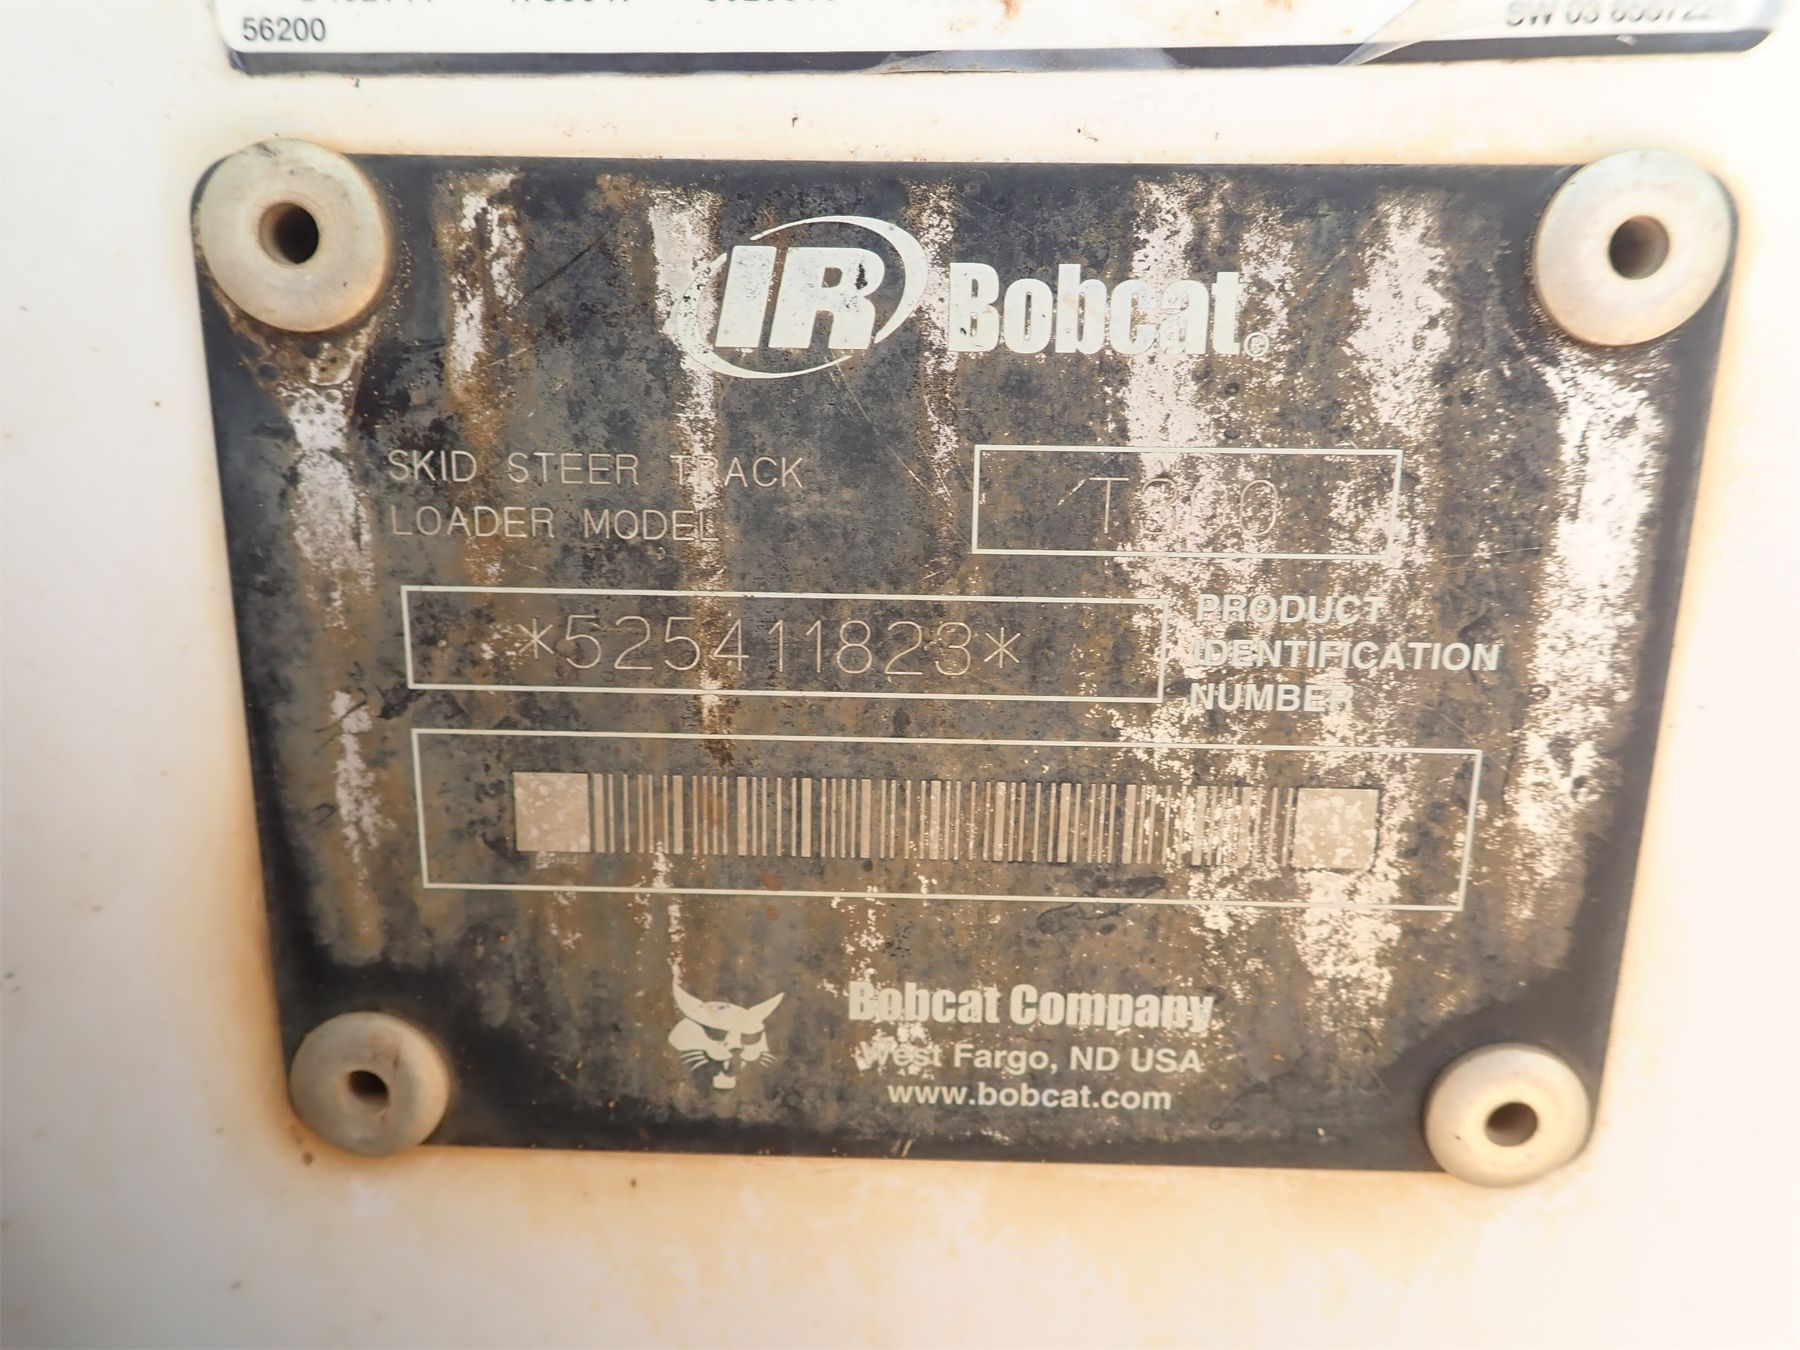 56200
IR Bobcat®
SKID STEER TRACK
LOADER MODEL
T300
*525411823*
PRODUCT
IDENTIFICATION
NUMBER
Bobcat Company
West Fargo, ND USA
www.bobcat.com